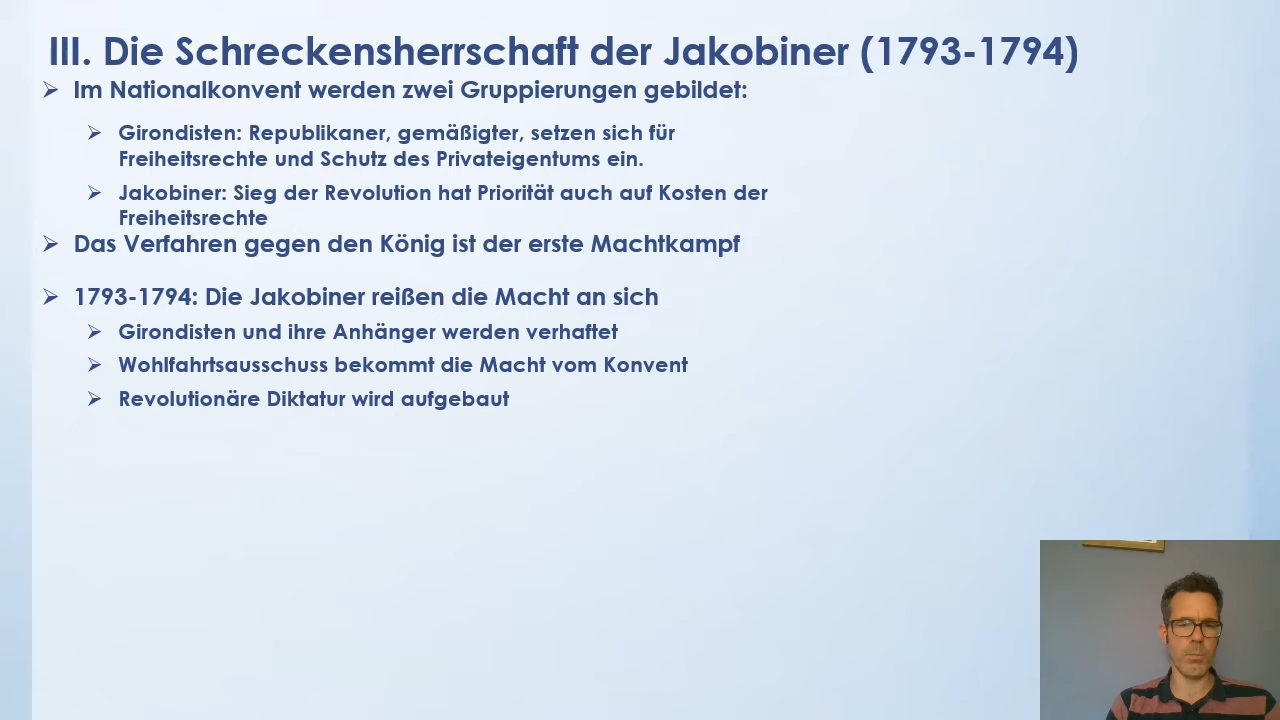 III. Die Schreckensherrschaft der Jakobiner (1793-1794)
Im Nationalkonvent werden zwei Gruppierungen gebildet:
Girondisten: Republikaner, gemäßigter, setzen sich für
Freiheitsrechte und Schutz des Privateigentums ein.
Jakobiner: Sieg der Revolution hat Priorität auch auf Kosten der
Freiheitsrechte
Das Verfahren gegen den König ist der erste Machtkampf
1793-1794: Die Jakobiner reißen die Macht an sich
Girondisten und ihre Anhänger werden verhaftet
Wohlfahrtsausschuss bekommt die Macht vom Konvent
Revolutionäre Diktatur wird aufgebaut